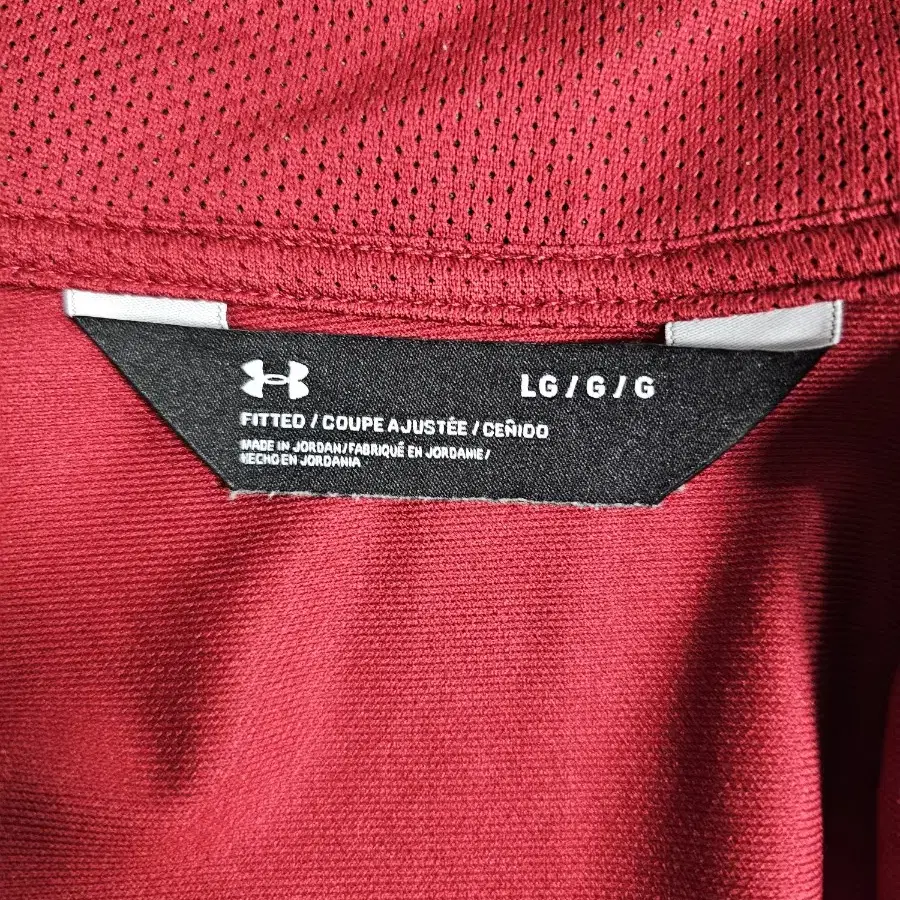 LG / G / G
FITTED / COUPE AJUSTÉE / CEÑIDO
MADE IN JORDAN/FABRIQUÉ EN JORDANIE/
HECHO EN JORDANIA